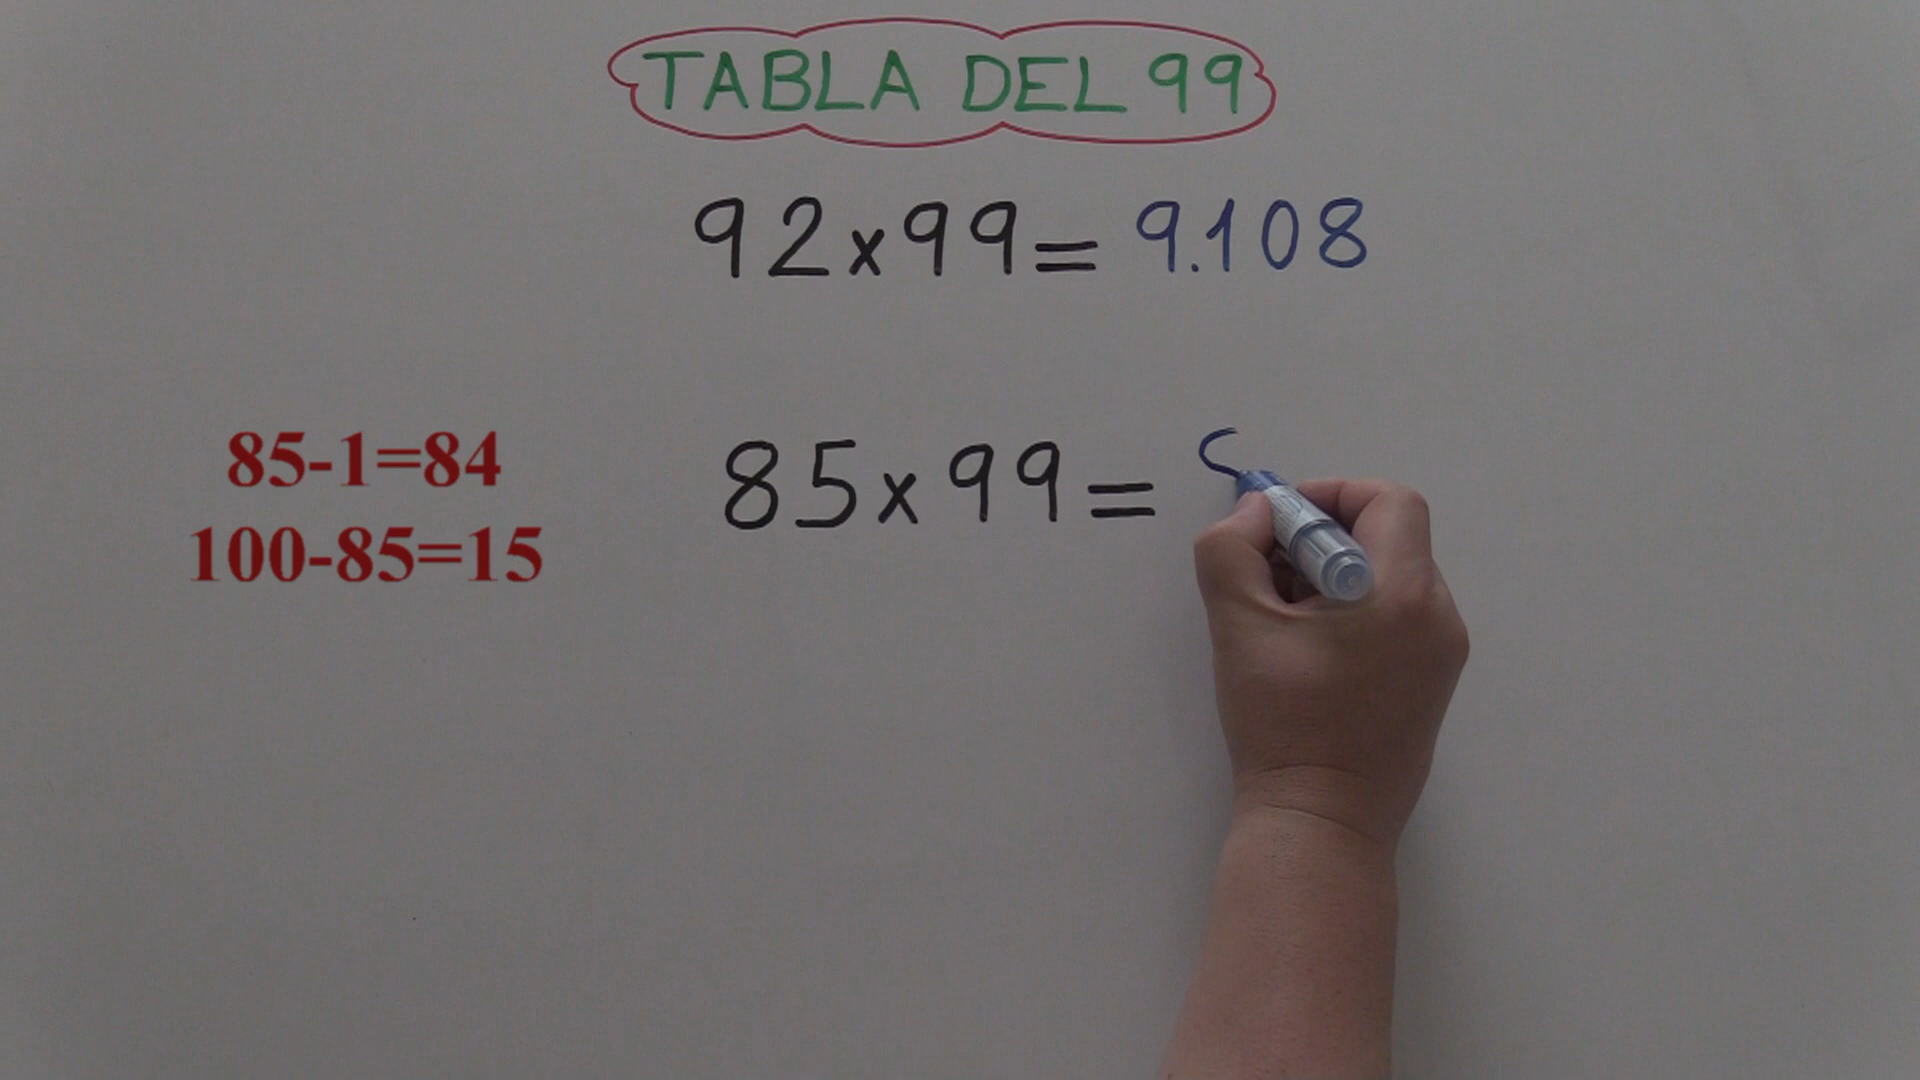 TABLA DEL 99
92x99= 9.108
85-1=84
100-85=15
85x99=